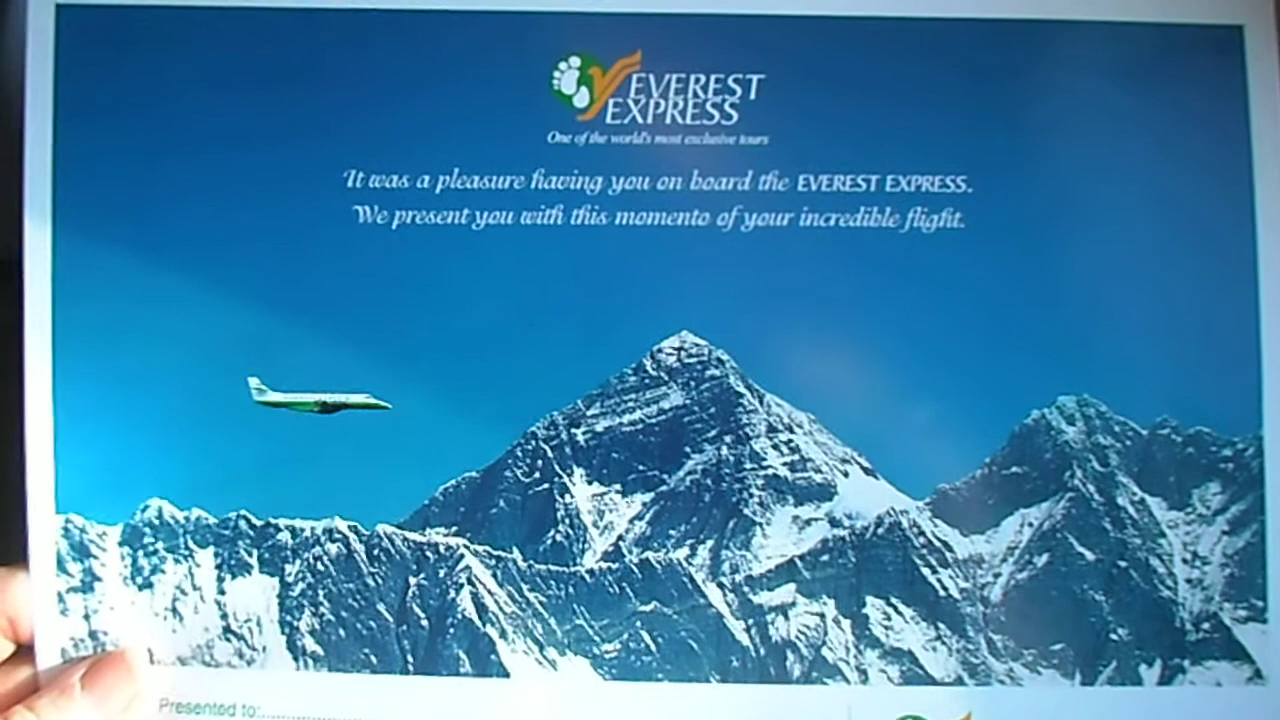 EVEREST
EXPRESS
One of the world's most exclusive tours
It was a pleasure having you on board the EVEREST EXPRESS.
We present you with this momento of your incredible flight.
Presented to:......................